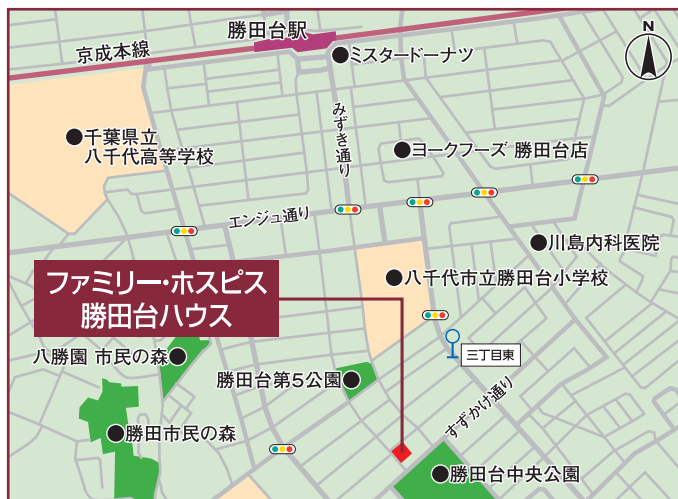 勝田台駅
京成本線
ミスタードーナツ
N
みずき通り
千葉県立
八千代高等学校
ヨークフーズ 勝田台店
エンジュ通り
川島内科医院
ファミリー・ホスピス
勝田台ハウス
八千代市立勝田台小学校
三丁目東
八勝園 市民の森
勝田台第5公園
すずかけ通り
勝田市民の森
勝田台中央公園